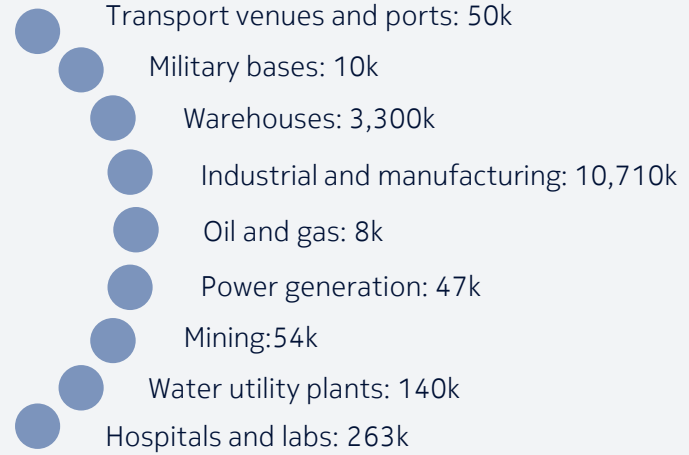 Transport venues and ports: 50k
Military bases: 10k
Warehouses: 3,300k
Industrial and manufacturing: 10,710k
Oil and gas: 8k
Power generation: 47k
Mining:54k
Water utility plants: 140k
Hospitals and labs: 263k